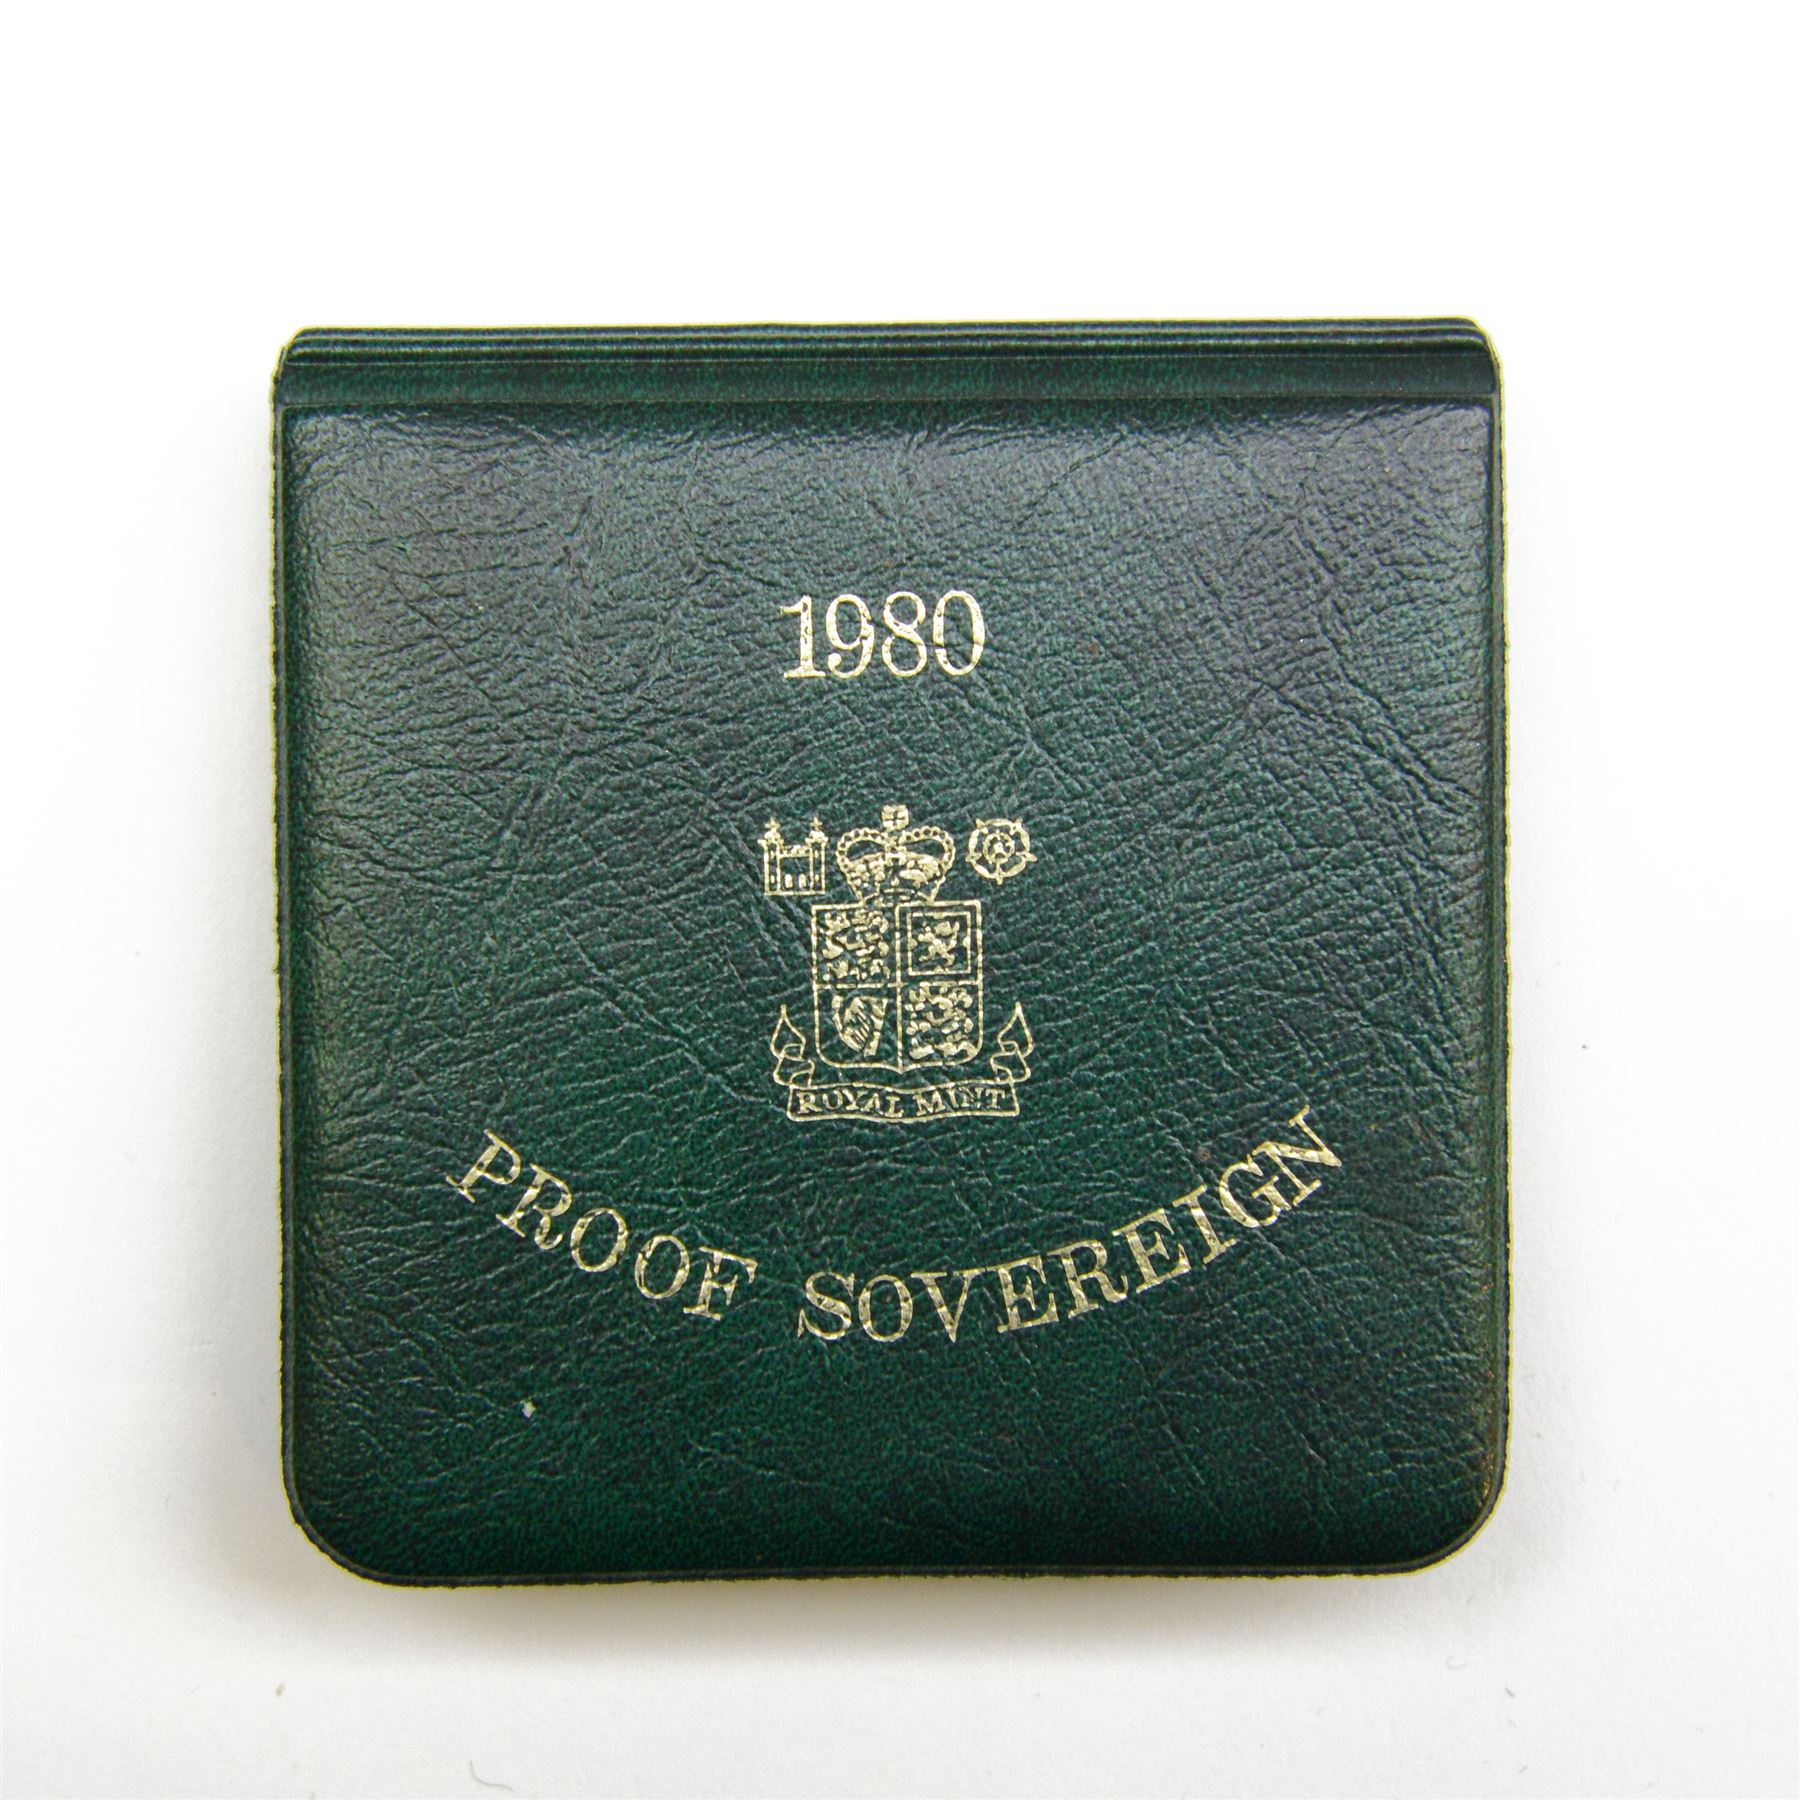 1980
ROYAL MINT
PROOF SOVEREIGN